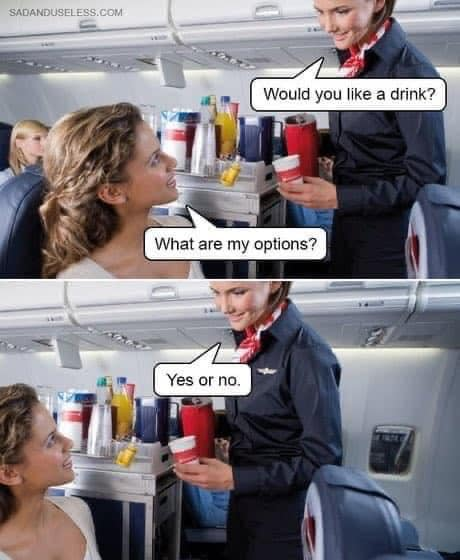 SADANDUSELESS.COM
Would you like a drink?
What are my options?
Yes or no.